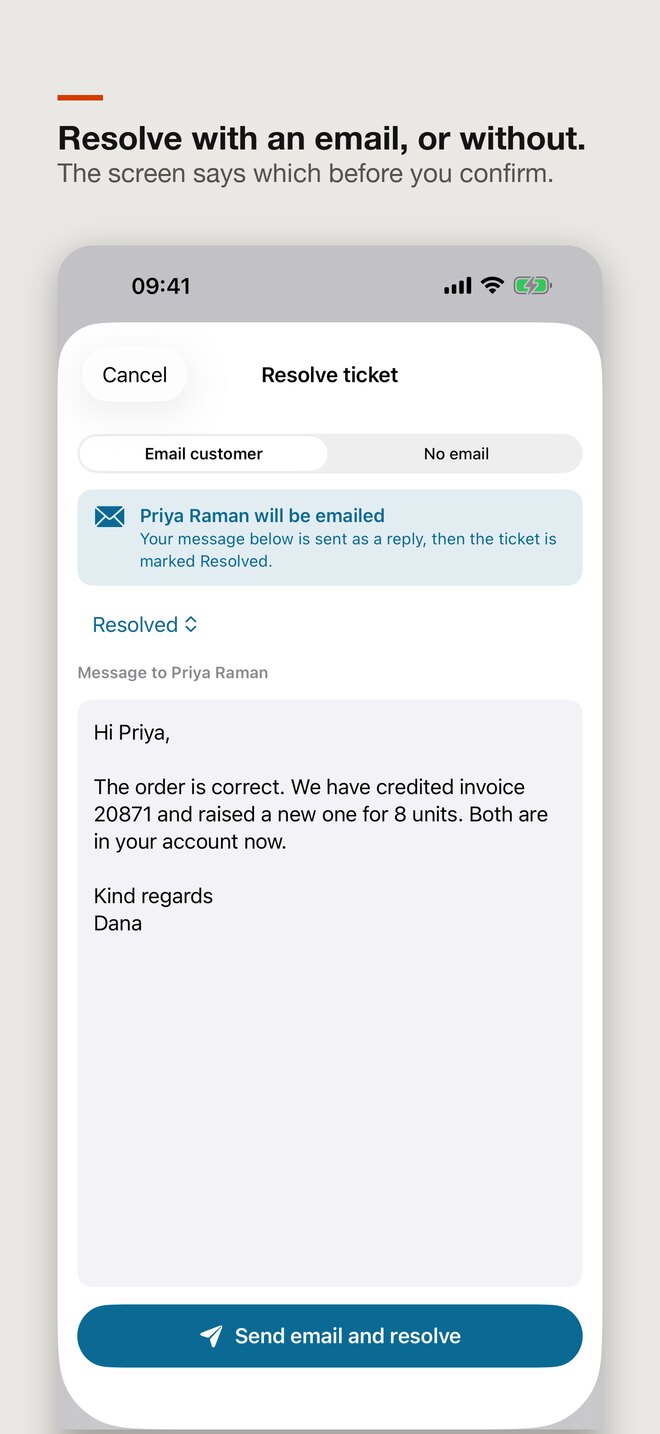 Resolve with an email, or without.
The screen says which before you confirm.
09:41
Cancel
Resolve ticket
Email customer
No email
Priya Raman will be emailed
Your message below is sent as a reply, then the ticket is
marked Resolved.
Resolved
Message to Priya Raman
Hi Priya,
The order is correct. We have credited invoice
20871 and raised a new one for 8 units. Both are
in your account now.
Kind regards
Dana
Send email and resolve